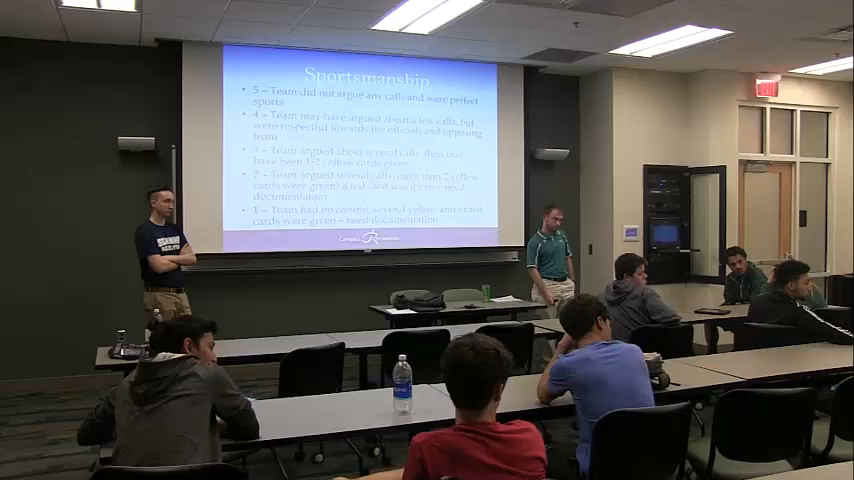 Sportsmanship
• 5 – Team did not argue any calls and were perfect
sports
• 4 – Team may have argued about a few calls, but
were respectful towards the officials and opposing
team
• 3 – Team argued about several calls, there may
have been 1-2 yellow cards given
• 2 – Team argued several calls, more than 2 yellow
cards were given/a red card was given – need
documentation
• 1 – Team had no control, several yellow and/or red
cards were given – need documentation
Campus Recreation
EXIT